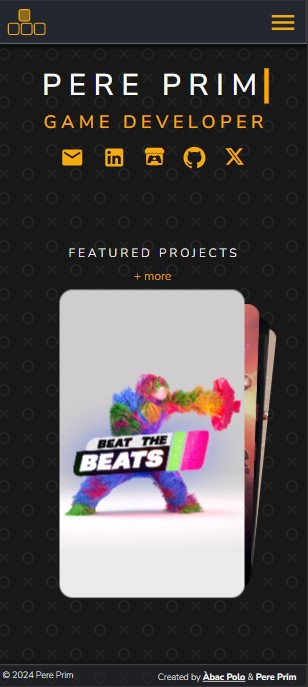 PERE PRIM
GAME DEVELOPER
FEATURED PROJECTS
+ more
BEAT THE
BEATS
© 2024 Pere Prim
Created by Àbac Polo & Pere Prim